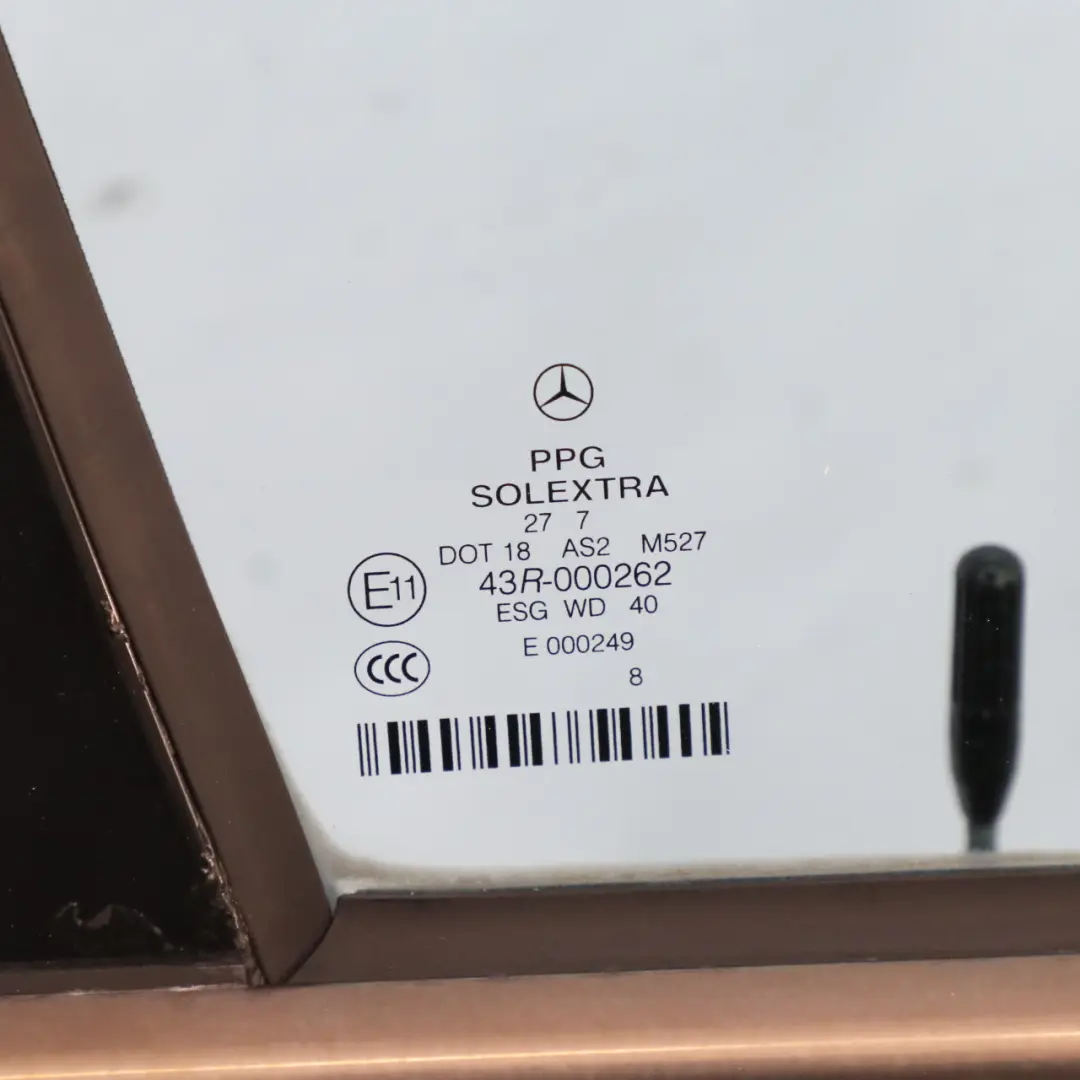 PPG
SOLEXTRA
27 7
DOT 18 AS2 M527
E11 43R-000262
ESG WD 40
CCC E 000249
8